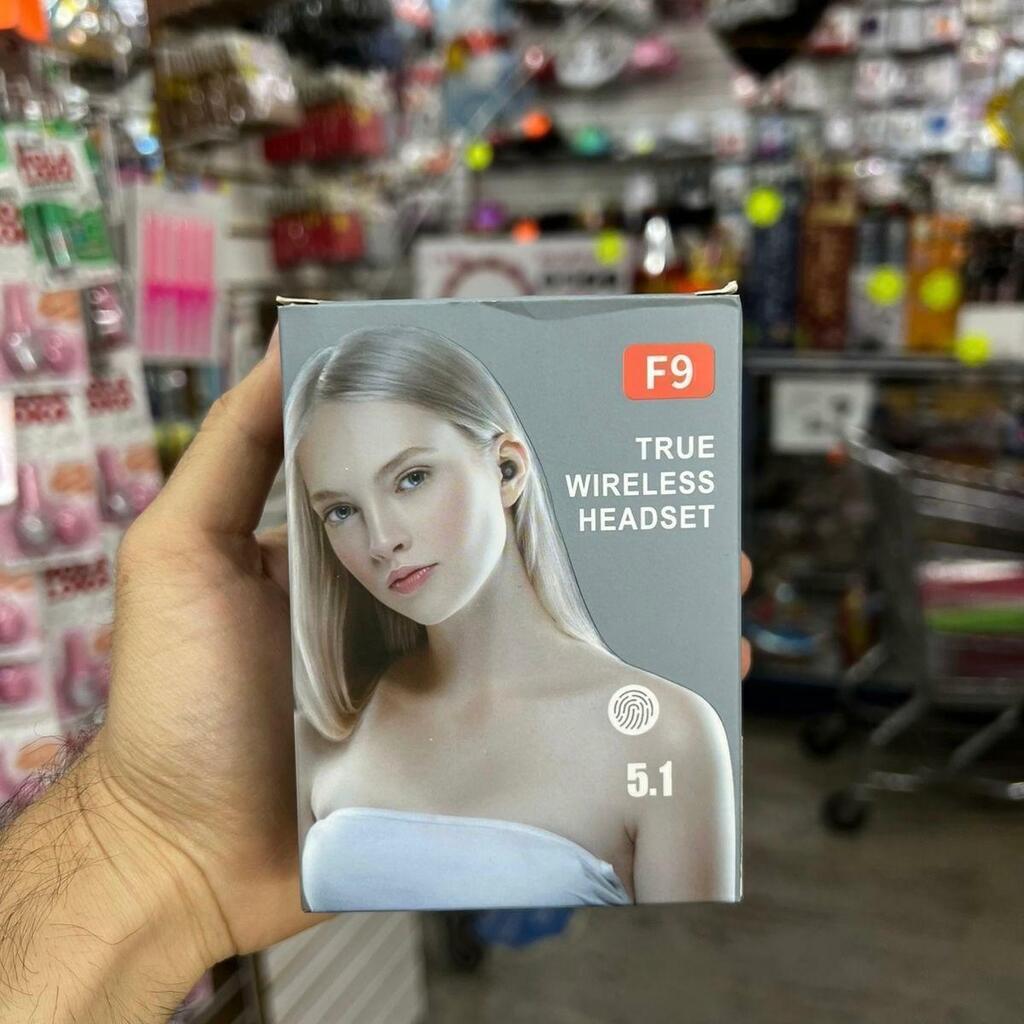 F9
TRUE
WIRELESS
HEADSET
5.1